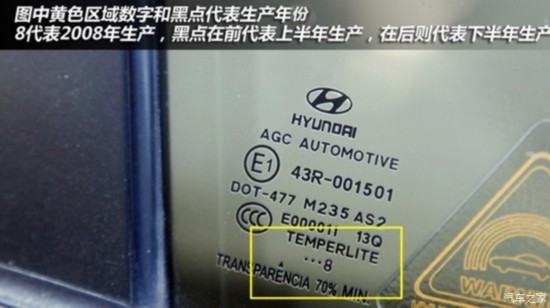 图中黄色区域数字和黑点代表生产年份
8代表2008年生产，黑点在前代表上半年生产，在后则代表下半年生产
HYUNDAI
AGC AUTOMOTIVE
E1 43R-001501
DOT-477 M235 AS2
CCC E000011 13Q
TEMPERLITE
...8
TRANSPARÊNCIA 70% MIN.
汽车之家